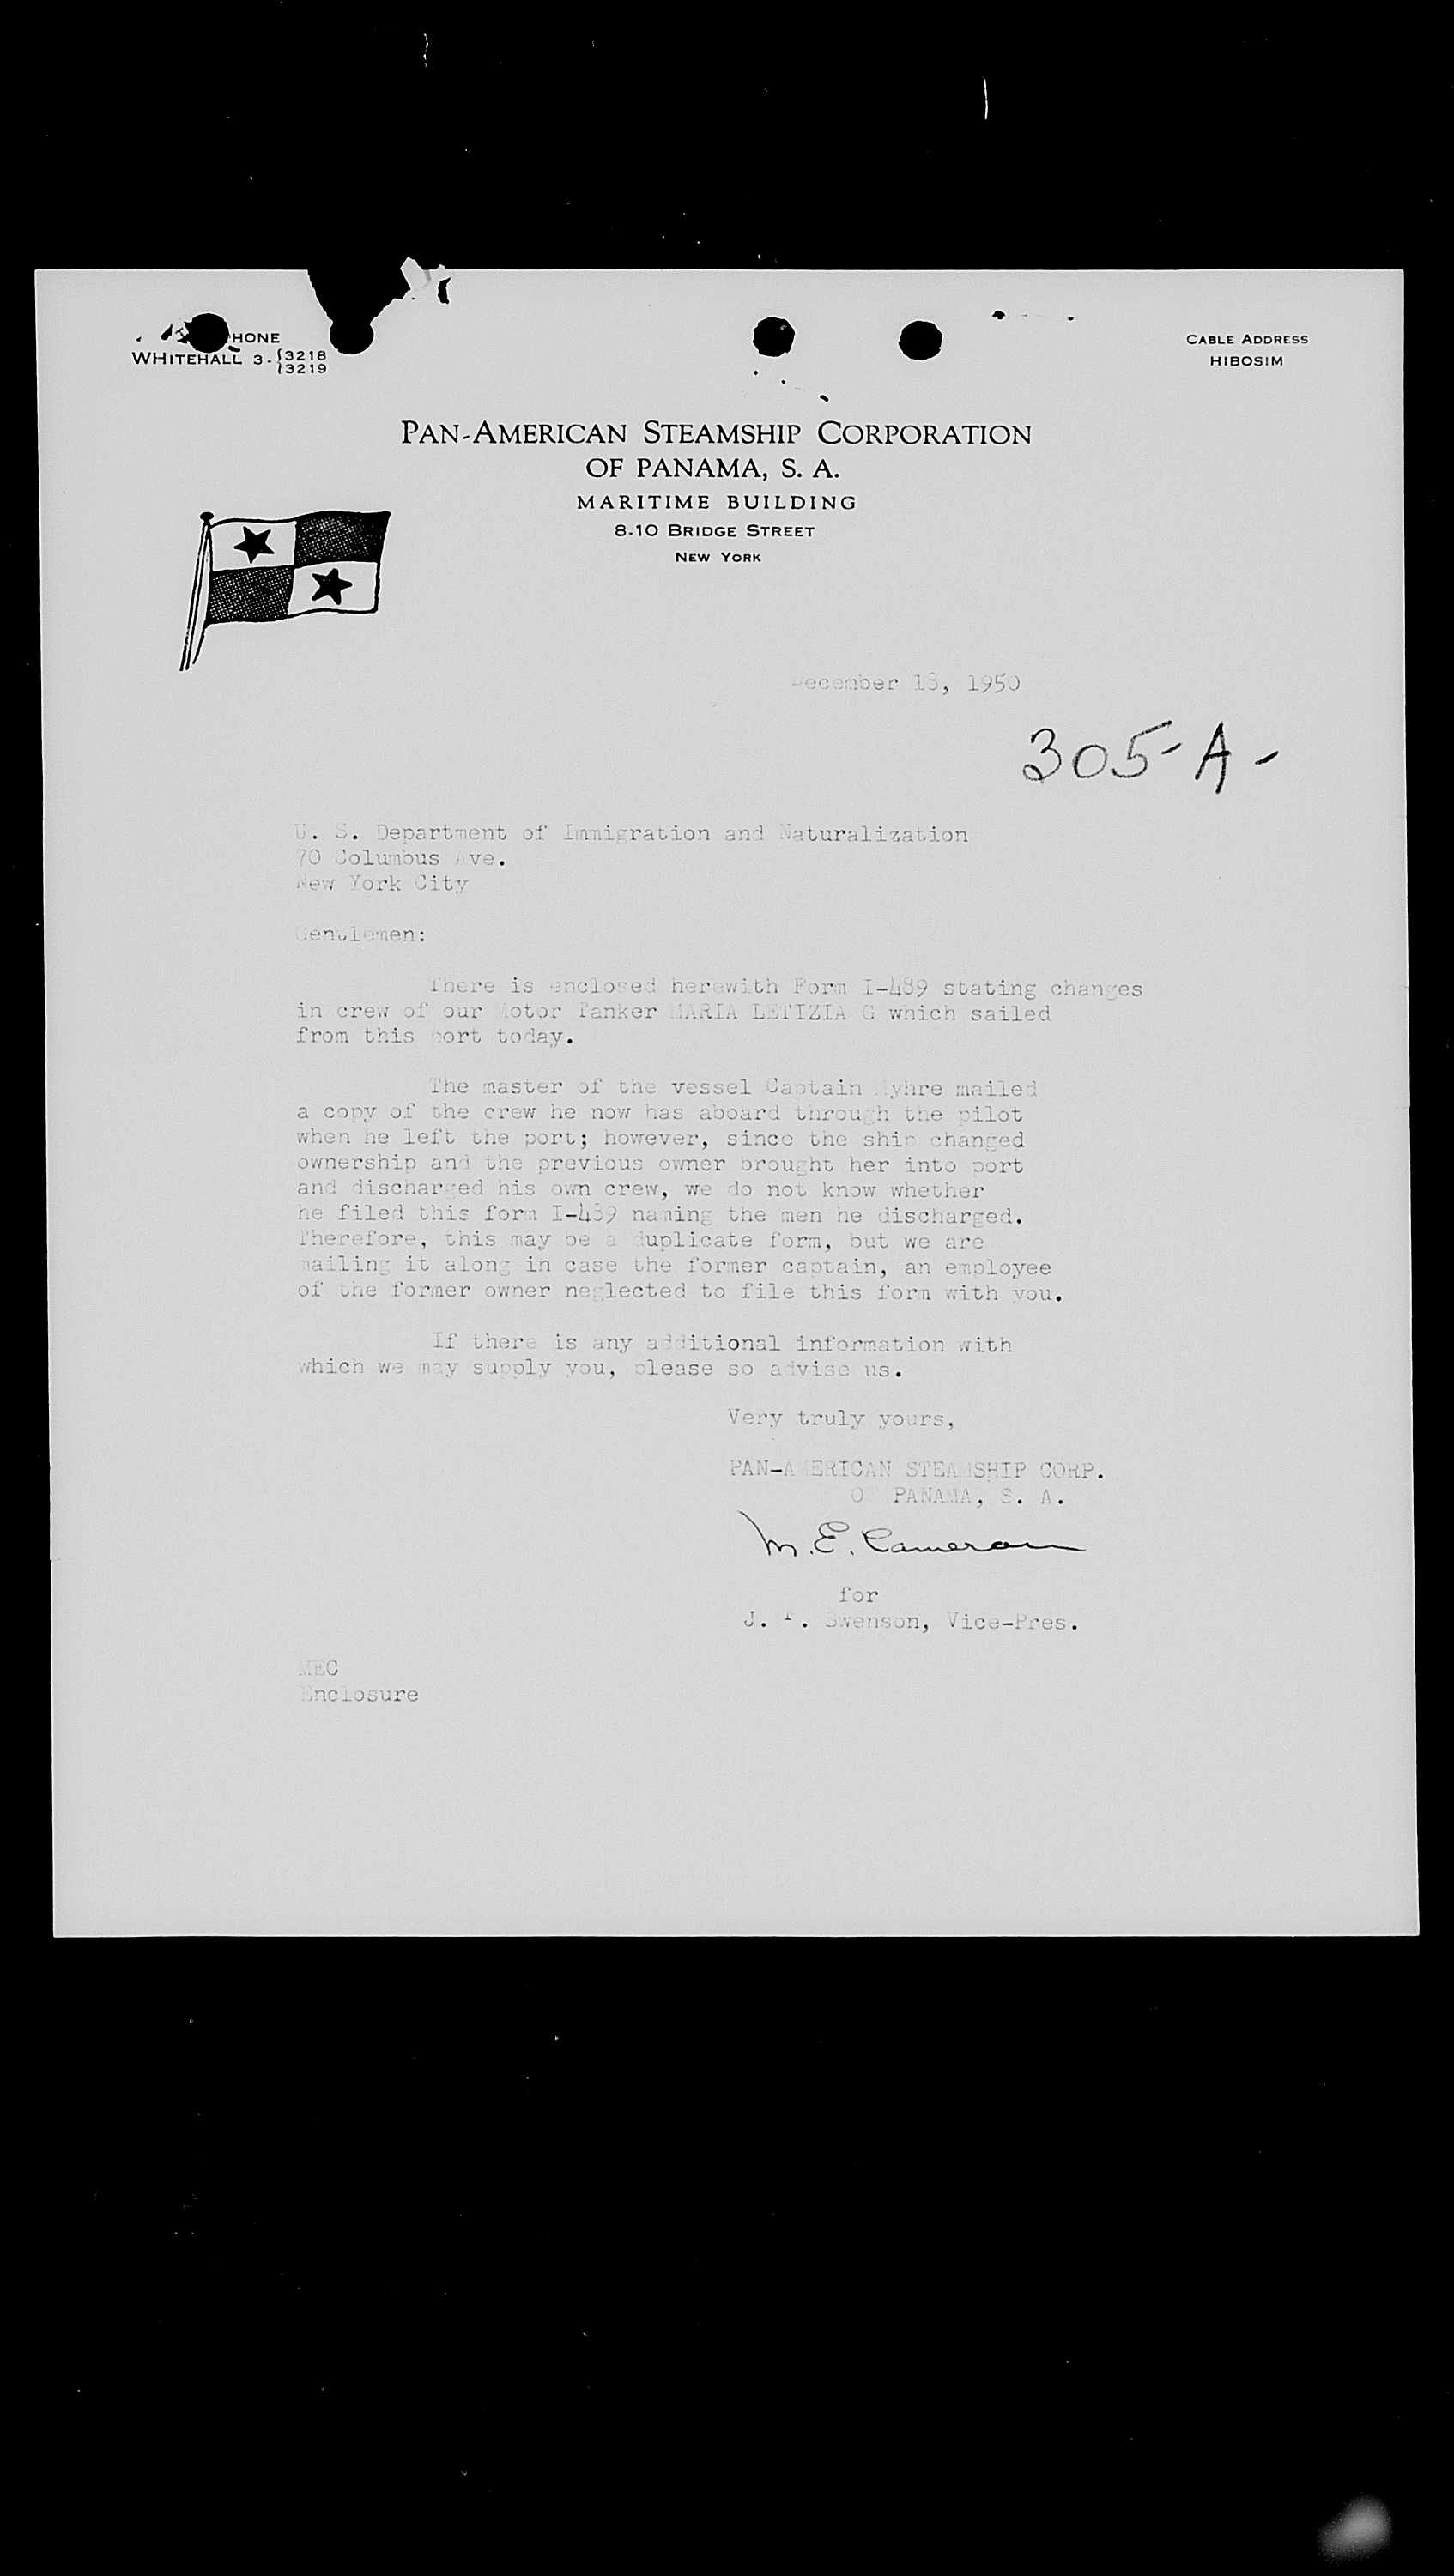 WHITEHALL 3-{3218
{3219
CABLE ADDRESS
HIBOSIM
PAN-AMERICAN STEAMSHIP CORPORATION
OF PANAMA, S. A.
MARITIME BUILDING
8-10 BRIDGE STREET
NEW YORK
December , 1950
305-A-
U. S. Department of Immigration and Naturalization
70 Columbus Ave.
New York City
Gentlemen:
There is enclosed herewith Form I-489 stating changes
in crew of our Motor Tanker MARIA LETIZIA G which sailed
from this port today.
The master of the vessel Captain Myhre mailed
a copy of the crew he now has aboard through the pilot
when he left the port; however, since the ship changed
ownership and the previous owner brought her into port
and discharged his own crew, we do not know whether
he filed this form I-489 naming the men he discharged.
Therefore, this may be a duplicate form, but we are
mailing it along in case the former captain, an employee
of the former owner neglected to file this form with you.
If there is any additional information with
which we may supply you, please so advise us.
Very truly yours,
PAN-AMERICAN STEAMSHIP CORP.
OF PANAMA, S. A.
M. E. Cameron
for
J. Swenson, Vice-Pres.
MEC
Enclosure